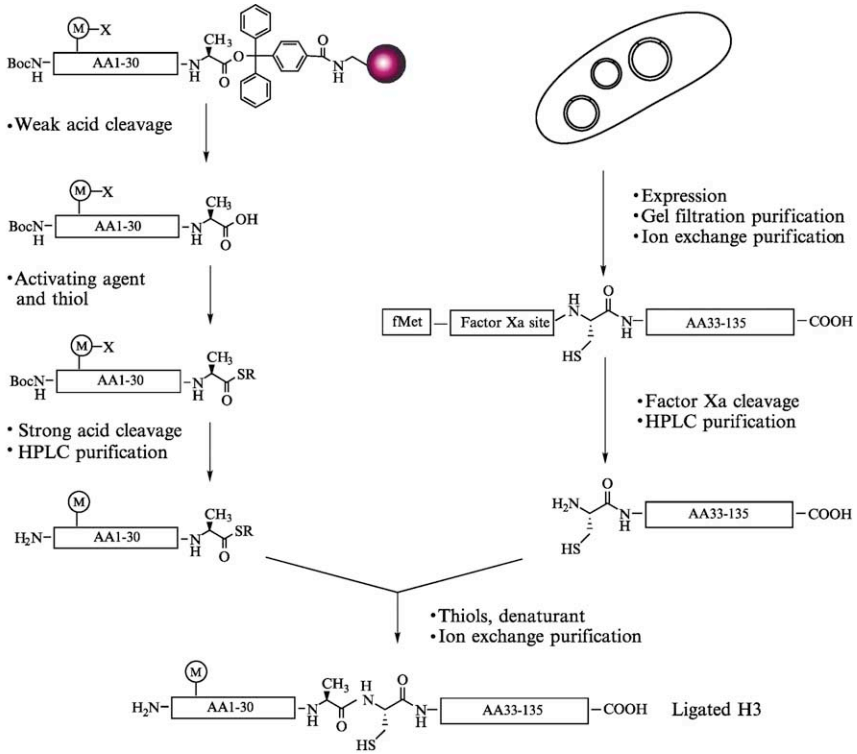 M
X
CH₃
BocN
H
AA1-30
N
H
O
O
O
N
H
•Weak acid cleavage
M
X
BocN
H
AA1-30
N
H
CH₃
OH
O
•Activating agent
and thiol
M
X
BocN
H
AA1-30
N
H
CH₃
SR
O
• Strong acid cleavage
• HPLC purification
M
H₂N
AA1-30
N
H
CH₃
SR
O
•Expression
•Gel filtration purification
•Ion exchange purification
fMet
Factor Xa site
H
N
O
NH
HS
AA33-135
COOH
•Factor Xa cleavage
•HPLC purification
H₂N
O
NH
HS
AA33-135
COOH
•Thiols, denaturant
•Ion exchange purification
M
H₂N
AA1-30
N
H
CH₃
O
H
N
HS
O
N
H
AA33-135
COOH
Ligated H3